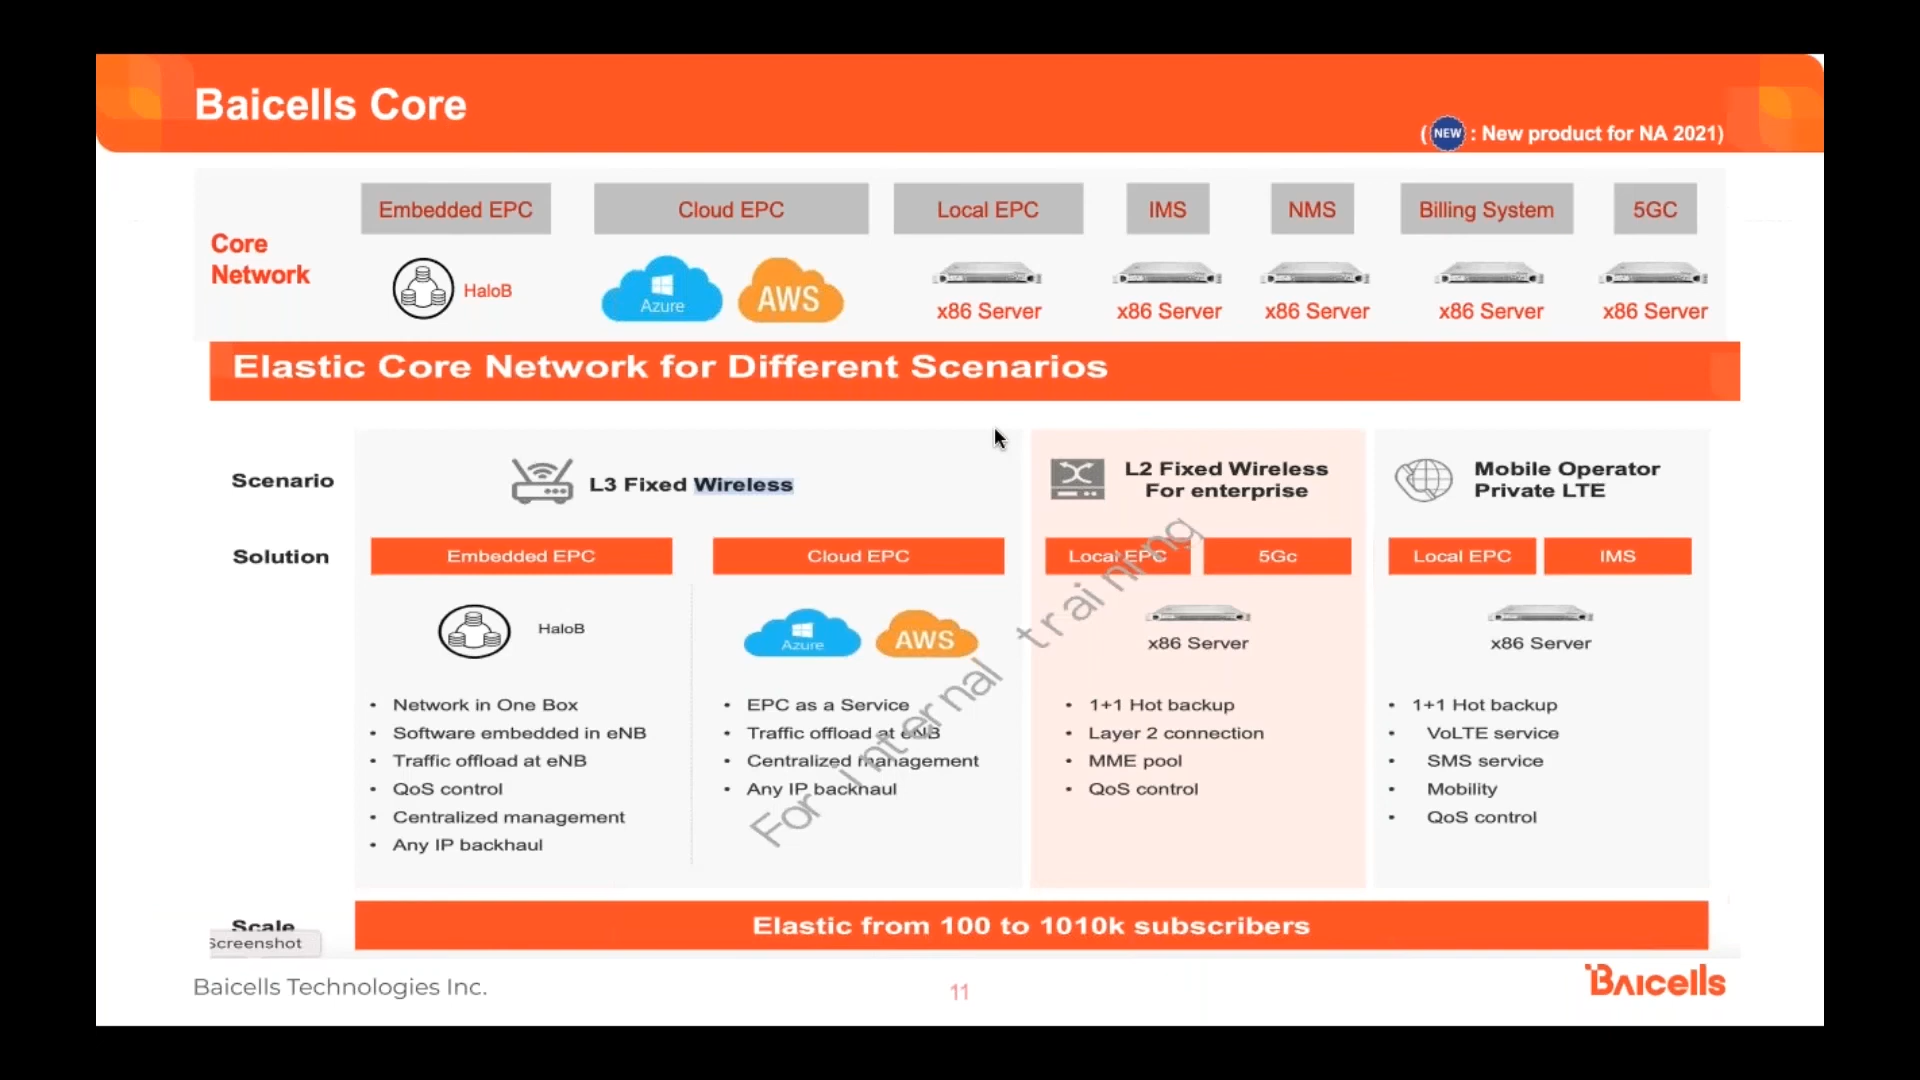 Baicells Core
( NEW : New product for NA 2021)
Embedded EPC
Cloud EPC
Local EPC
IMS
NMS
Billing System
5GC
Core
Network
HaloB
Azure
AWS
x86 Server
x86 Server
x86 Server
x86 Server
x86 Server
Elastic Core Network for Different Scenarios
Scenario
L3 Fixed Wireless
L2 Fixed Wireless
For enterprise
Mobile Operator
Private LTE
Solution
Embedded EPC
Cloud EPC
Local EPC
5Gc
Local EPC
IMS
HaloB
Azure
AWS
x86 Server
x86 Server
• Network in One Box
• Software embedded in eNB
• Traffic offload at eNB
• QoS control
• Centralized management
• Any IP backhaul
• EPC as a Service
• Traffic offload at eNB
• Centralized management
• Any IP backhaul
• 1+1 Hot backup
• Layer 2 connection
• MME pool
• QoS control
• 1+1 Hot backup
• VoLTE service
• SMS service
• Mobility
• QoS control
For internal training
Scale
Elastic from 100 to 1010k subscribers
Screenshot
Baicells Technologies Inc.
11
Baicells